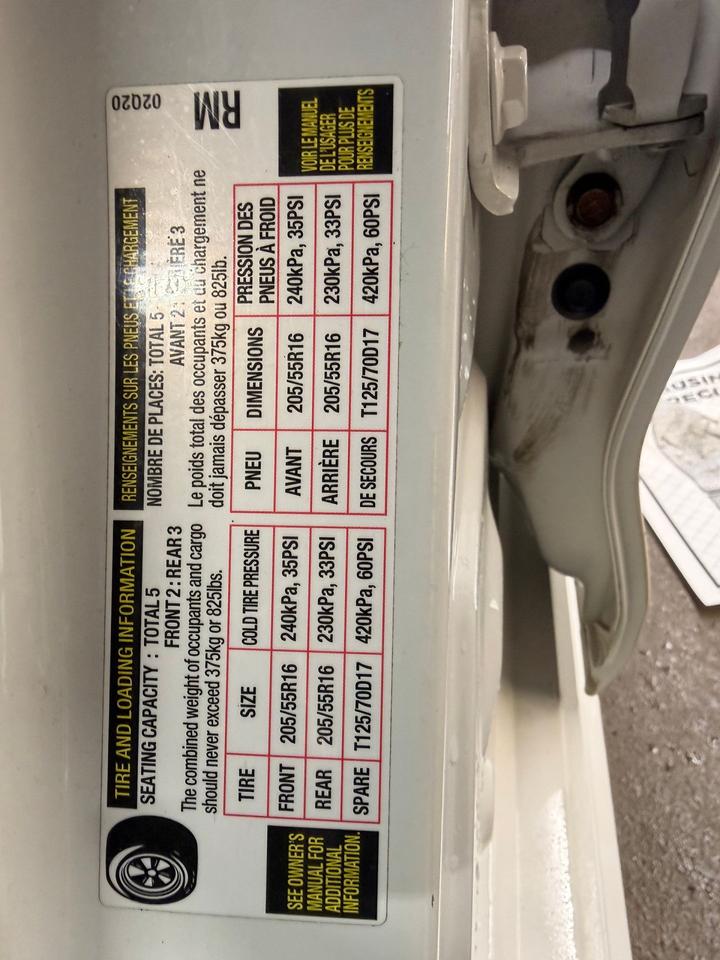 TIRE AND LOADING INFORMATION
SEATING CAPACITY : TOTAL 5
FRONT 2 : REAR 3
The combined weight of occupants and cargo
should never exceed 375kg or 825lbs.
TIRE SIZE COLD TIRE PRESSURE
FRONT 205/55R16 240kPa, 35PSI
REAR 205/55R16 230kPa, 33PSI
SPARE T125/70D17 420kPa, 60PSI
SEE OWNER'S
MANUAL FOR
ADDITIONAL
INFORMATION.
RENSEIGNEMENTS SUR LES PNEUS ET LE CHARGEMENT
NOMBRE DE PLACES: TOTAL 5
AVANT 2 : ARRIÈRE 3
Le poids total des occupants et du chargement ne
doit jamais dépasser 375kg ou 825lb.
PNEU DIMENSIONS PRESSION DES PNEUS À FROID
AVANT 205/55R16 240kPa, 35PSI
ARRIÈRE 205/55R16 230kPa, 33PSI
DE SECOURS T125/70D17 420kPa, 60PSI
VOIR LE MANUEL
DE L'USAGER
POUR PLUS DE
RENSEIGNEMENTS
02Q20
RM